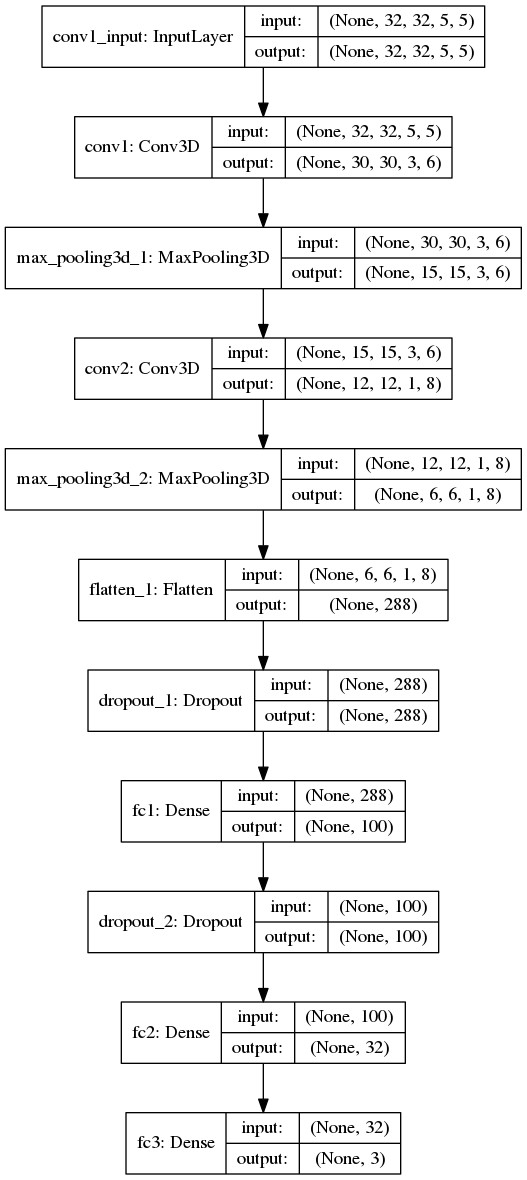 conv1_input: InputLayer
input: (None, 32, 32, 5, 5)
output: (None, 32, 32, 5, 5)
conv1: Conv3D
input: (None, 32, 32, 5, 5)
output: (None, 30, 30, 3, 6)
max_pooling3d_1: MaxPooling3D
input: (None, 30, 30, 3, 6)
output: (None, 15, 15, 3, 6)
conv2: Conv3D
input: (None, 15, 15, 3, 6)
output: (None, 12, 12, 1, 8)
max_pooling3d_2: MaxPooling3D
input: (None, 12, 12, 1, 8)
output: (None, 6, 6, 1, 8)
flatten_1: Flatten
input: (None, 6, 6, 1, 8)
output: (None, 288)
dropout_1: Dropout
input: (None, 288)
output: (None, 288)
fc1: Dense
input: (None, 288)
output: (None, 100)
dropout_2: Dropout
input: (None, 100)
output: (None, 100)
fc2: Dense
input: (None, 100)
output: (None, 32)
fc3: Dense
input: (None, 32)
output: (None, 3)